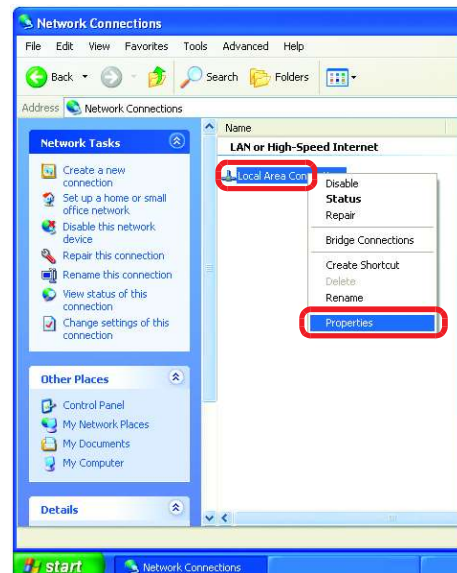 Network Connections
File Edit View Favorites Tools Advanced Help
Back Search Folders
Address Network Connections
Network Tasks
Create a new
connection
Set up a home or small
office network
Disable this network
device
Repair this connection
Rename this connection
View status of this
connection
Change settings of this
connection
Other Places
Control Panel
My Network Places
My Documents
My Computer
Details
Name
LAN or High-Speed Internet
Local Area Con
Disable
Status
Repair
Bridge Connections
Create Shortcut
Delete
Rename
Properties
start Network Connections